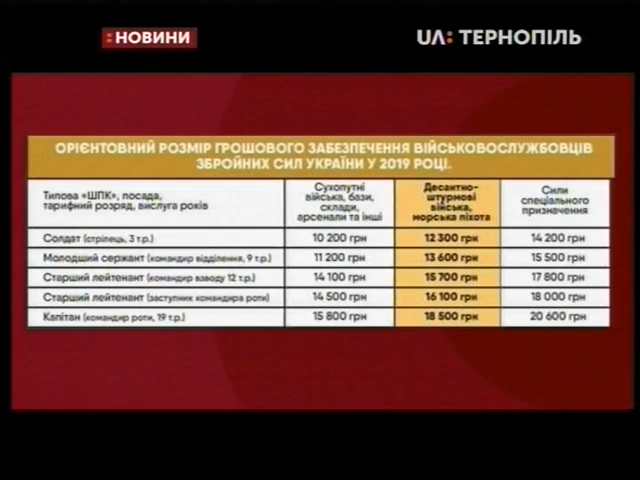 :НОВИНИ
UA: ТЕРНОПІЛЬ
ОРІЄНТОВНИЙ РОЗМІР ГРОШОВОГО ЗАБЕЗПЕЧЕННЯ ВІЙСЬКОВОСЛУЖБОВЦІВ
ЗБРОЙНИХ СИЛ УКРАЇНИ У 2019 РОЦІ.
Типова «ШПК», посада,
тарифний розряд, вислуга років
Сухопутні
війська, бази,
склади,
арсенали та інші
Десантно-
штурмові
війська,
морська піхота
Сили
спеціального
призначення
Солдат (стрілець, 3 т.р.) 10 200 грн 12 300 грн 14 200 грн
Молодший сержант (командир відділення, 9 т.р.) 11 200 грн 13 600 грн 15 500 грн
Старший лейтенант (командир взводу 12 т.р.) 14 100 грн 15 700 грн 17 800 грн
Старший лейтенант (заступник командира роти) 14 500 грн 16 100 грн 18 000 грн
Капітан (командир роти, 19 т.р.) 15 800 грн 18 500 грн 20 600 грн